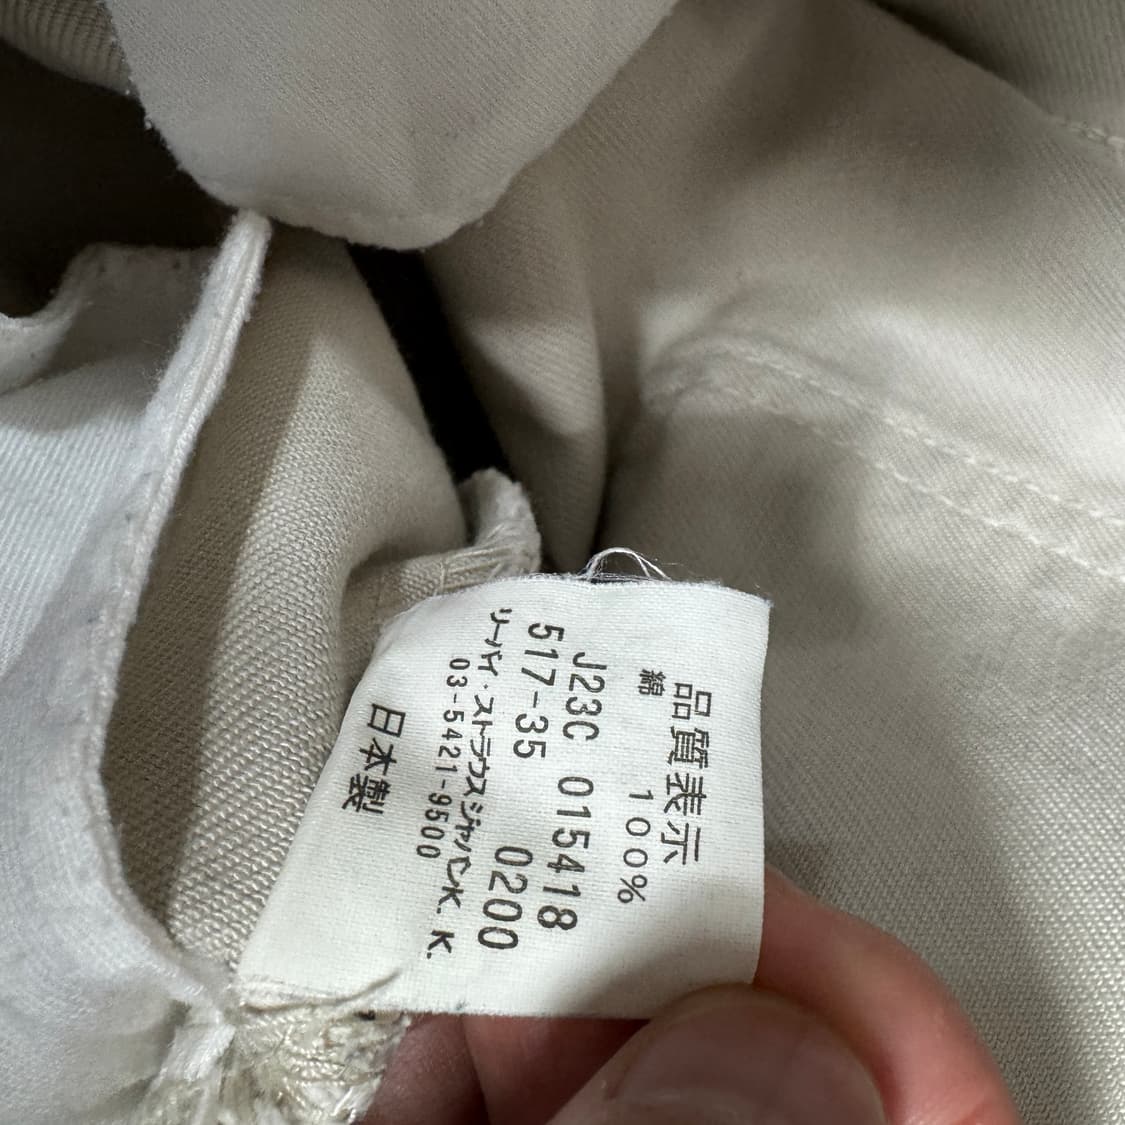 品質表示
綿 100%
J23C 015418
517-35 0200
リーバイ・ストラウスジャパンK.K.
03-5421-9500
日本製